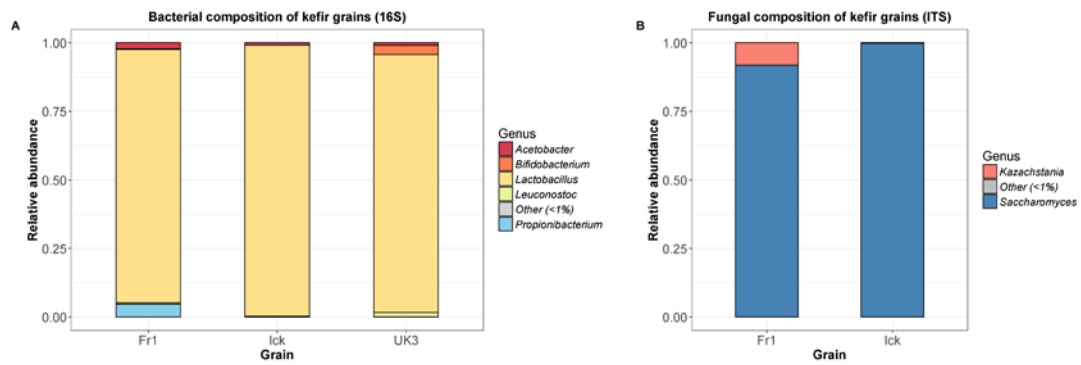 A
Bacterial composition of kefir grains (16S)
Relative abundance
1.00
0.75
0.50
0.25
0.00
Fr1
Ick
UK3
Grain
Genus
Acetobacter
Bifidobacterium
Lactobacillus
Leuconostoc
Other (<1%)
Propionibacterium
B
Fungal composition of kefir grains (ITS)
Relative abundance
1.00
0.75
0.50
0.25
0.00
Fr1
Ick
Grain
Genus
Kazachstania
Other (<1%)
Saccharomyces